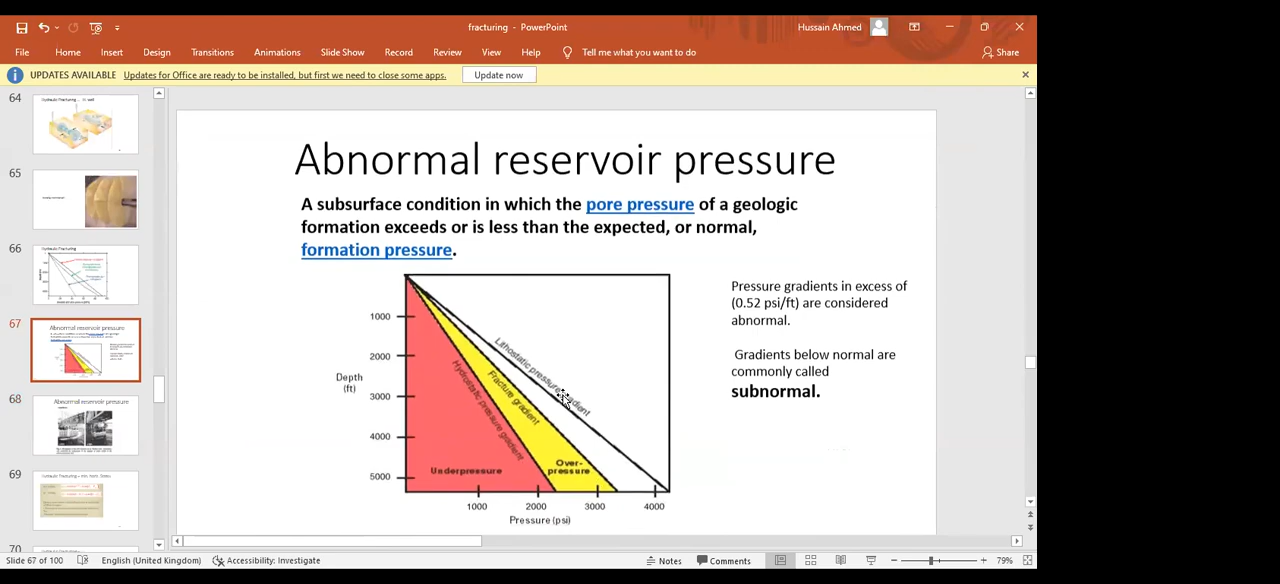 fracturing - PowerPoint
Hussain Ahmed
File Home Insert Design Transitions Animations Slide Show Record Review View Help Tell me what you want to do Share
UPDATES AVAILABLE Updates for Office are ready to be installed, but first we need to close some apps. Update now
64
65
66
67
68
69
70
Abnormal reservoir pressure
Abnormal reservoir pressure
Abnormal reservoir pressure
A subsurface condition in which the pore pressure of a geologic
formation exceeds or is less than the expected, or normal,
formation pressure.
Depth
(ft)
1000
2000
3000
4000
5000
Lithostatic pressure gradient
Fracture gradient
Hydrostatic pressure gradient
Underpressure
Over-
pressure
1000 2000 3000 4000
Pressure (psi)
Pressure gradients in excess of
(0.52 psi/ft) are considered
abnormal.
Gradients below normal are
commonly called
subnormal.
Slide 67 of 100 English (United Kingdom) Accessibility: Investigate Notes Comments 79%